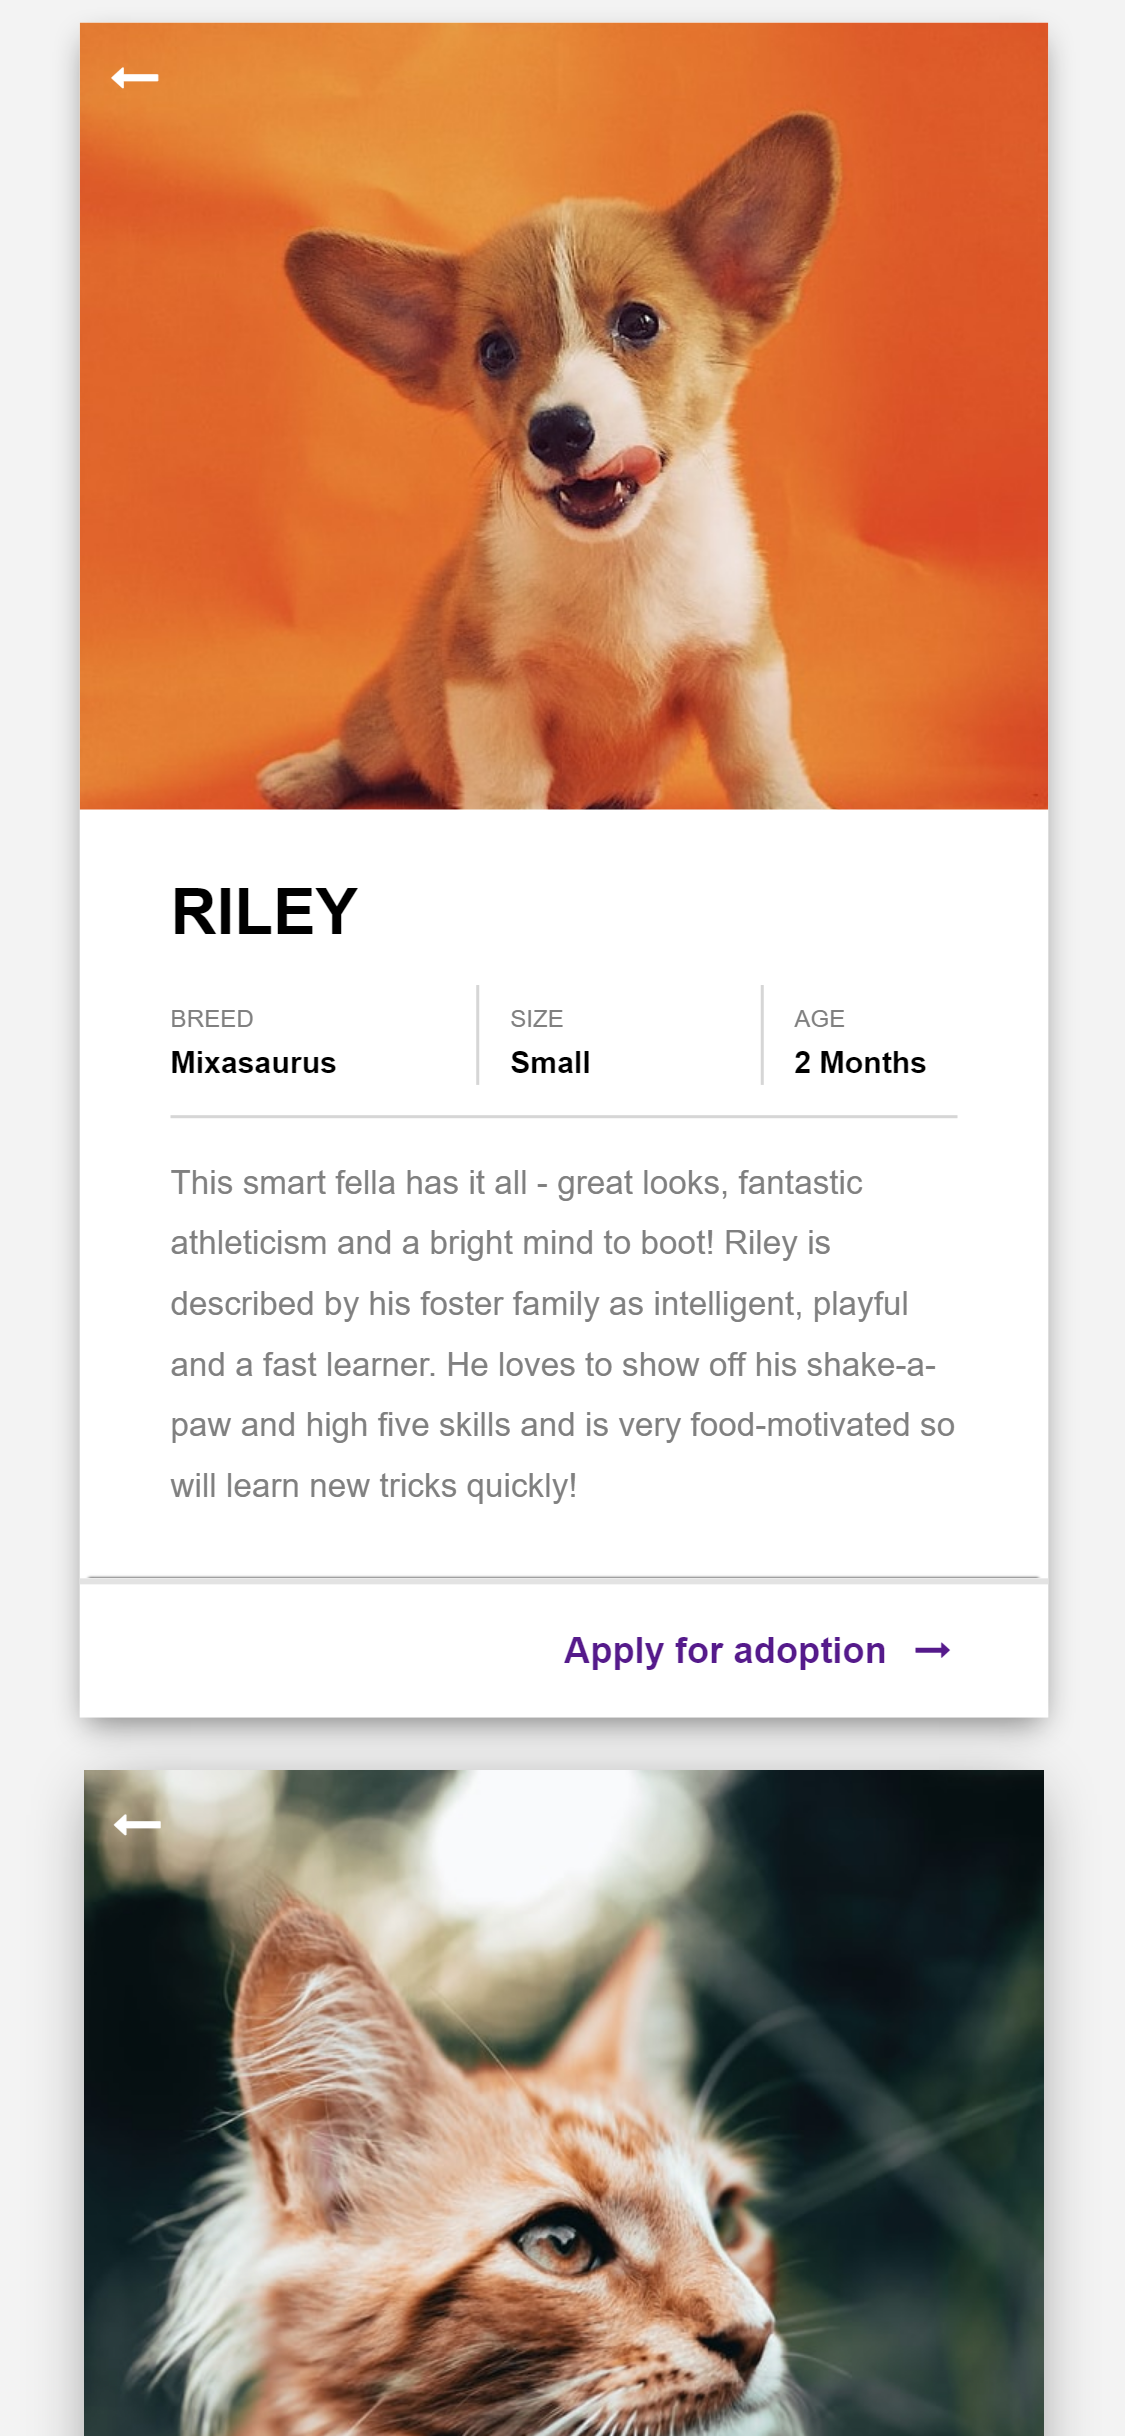 RILEY
BREED
Mixasaurus
SIZE
Small
AGE
2 Months
This smart fella has it all - great looks, fantastic
athleticism and a bright mind to boot! Riley is
described by his foster family as intelligent, playful
and a fast learner. He loves to show off his shake-a-
paw and high five skills and is very food-motivated so
will learn new tricks quickly!
Apply for adoption